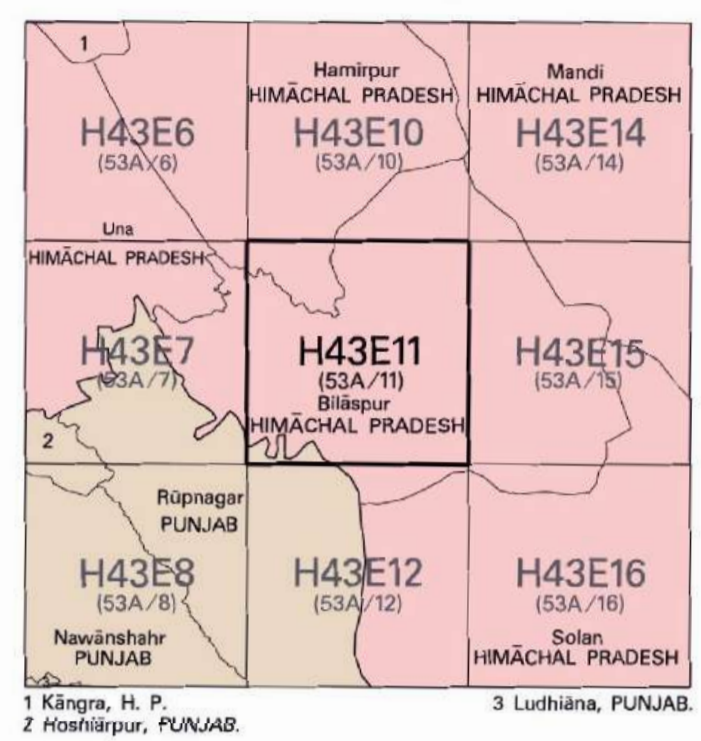 1
Hamirpur
HIMĀCHAL PRADESH
Mandi
HIMĀCHAL PRADESH
H43E6
(53A/6)
H43E10
(53A/10)
H43E14
(53A/14)
Una
HIMĀCHAL PRADESH
H43E7
(53A/7)
H43E11
(53A/11)
Bilāspur
HIMĀCHAL PRADESH
H43E15
(53A/15)
2
Rūpnagar
PUNJAB
H43E8
(53A/8)
H43E12
(53A/12)
H43E16
(53A/16)
Nawānshahr
PUNJAB
Solan
HIMĀCHAL PRADESH
3
1 Kāngra, H. P.
3 Ludhiāna, PUNJAB.
2 Hoshiārpur, PUNJAB.